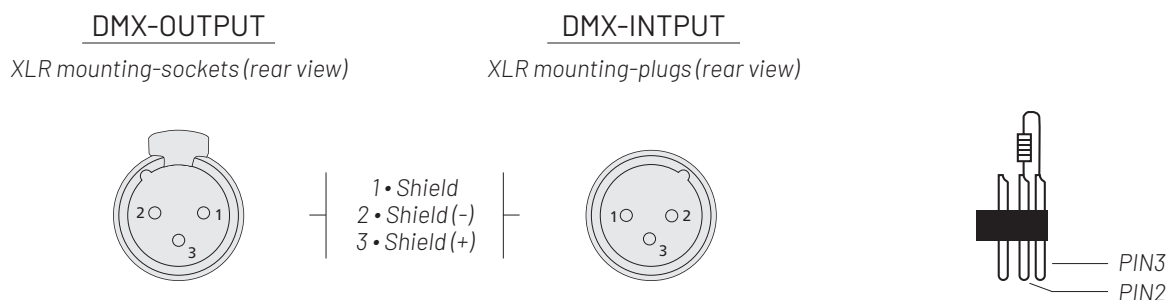 DMX-OUTPUT
XLR mounting-sockets (rear view)
2 1
3
1 • Shield
2 • Shield (-)
3 • Shield (+)
DMX-INTPUT
XLR mounting-plugs (rear view)
1 2
3
PIN3
PIN2